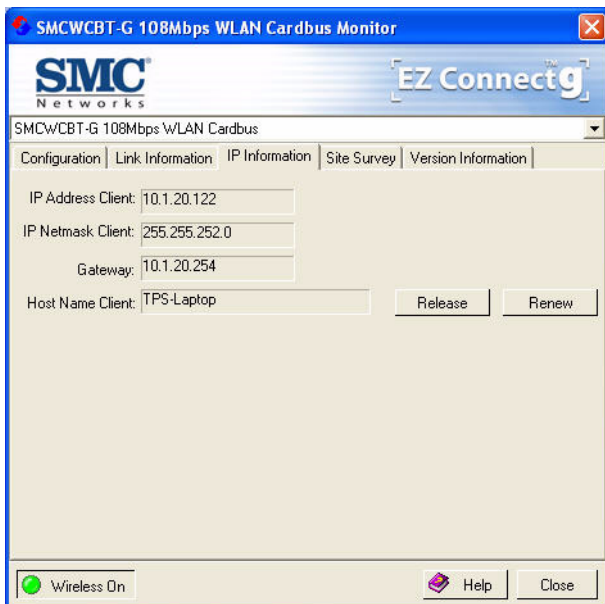 SMCWCBT-G 108Mbps WLAN Cardbus Monitor
SMC®
Networks
EZ Connect™ g
SMCWCBT-G 108Mbps WLAN Cardbus
Configuration Link Information IP Information Site Survey Version Information
IP Address Client: 10.1.20.122
IP Netmask Client: 255.255.252.0
Gateway: 10.1.20.254
Host Name Client: TPS-Laptop Release Renew
Wireless On Help Close